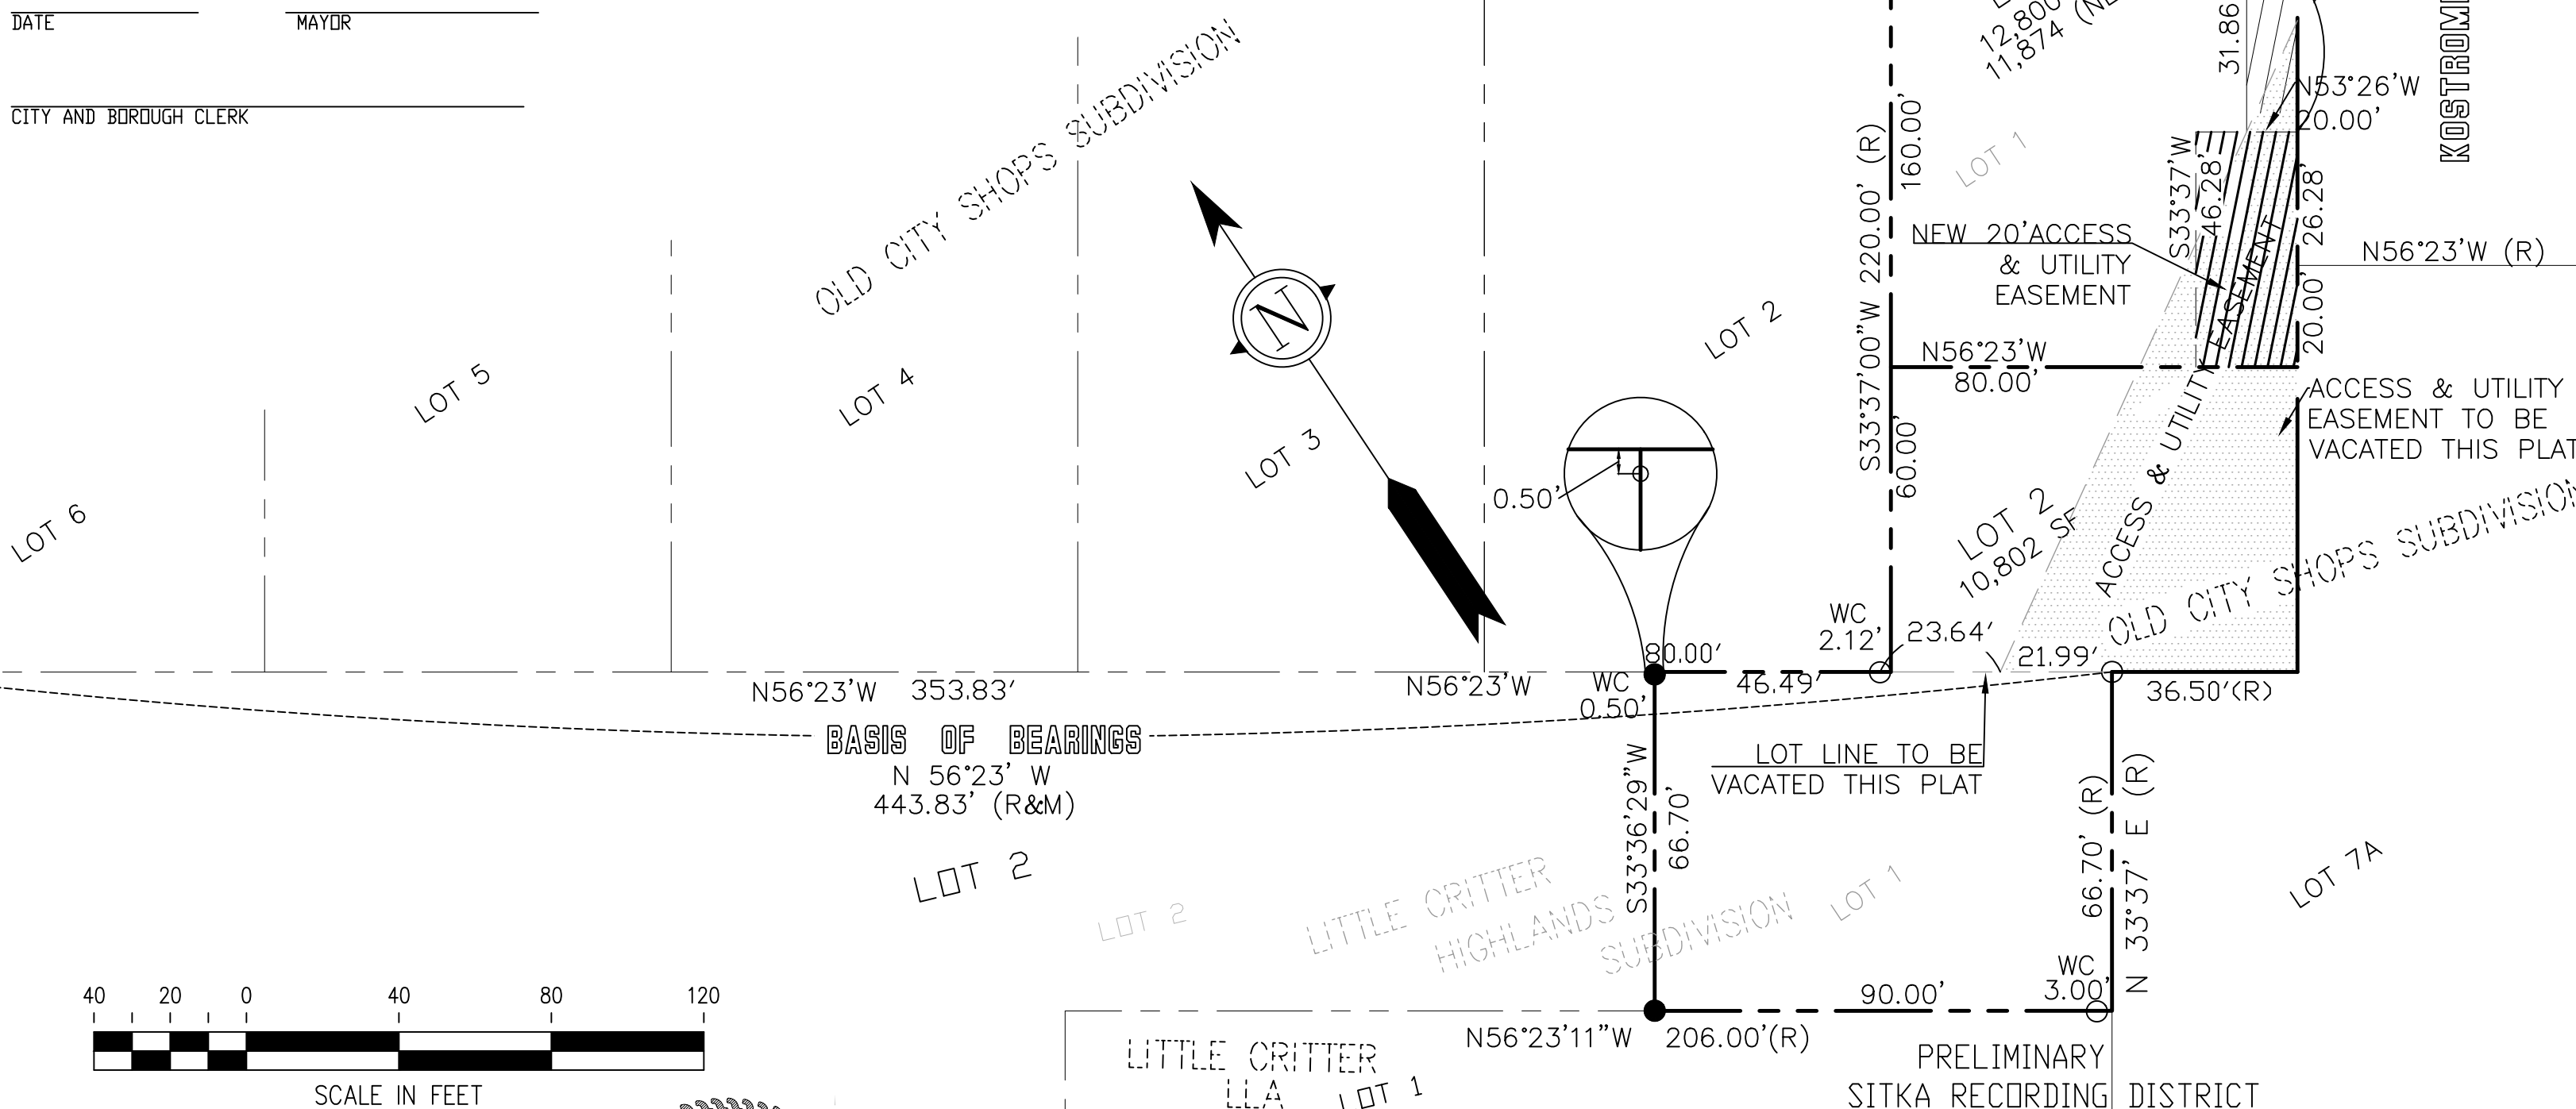 DATE
MAYOR
CITY AND BOROUGH CLERK
OLD CITY SHOPS SUBDIVISION
12,800
11,874
31.86
KOSTROM
N53°26'W
20.00'
S33°37'00"W 220.00' (R)
160.00'
LOT 1
S33°37'W
46.28'
26.28'
NEW 20'ACCESS
& UTILITY
EASEMENT
N56°23'W (R)
20.00'
N
LOT 2
LOT 3
LOT 4
LOT 5
LOT 6
N56°23'W
80.00'
60.00'
ACCESS & UTILITY EASEMENT
ACCESS & UTILITY
EASEMENT TO BE
VACATED THIS PLAT
0.50'
LOT 2
10,802 SF
OLD CITY SHOPS SUBDIVISION
WC
2.12'
23.64'
21.99'
80.00'
N56°23'W 353.83'
N56°23'W
WC
0.50'
46.49'
36.50'(R)
BASIS OF BEARINGS
N 56°23' W
443.83' (R&M)
LOT LINE TO BE
VACATED THIS PLAT
S33°36'29"W
66.70'
66.70' (R)
N 33°37' E (R)
LOT 2
LOT 2
LITTLE CRITTER
HIGHLANDS
SUBDIVISION
LOT 1
LOT 7A
WC
3.00'
90.00'
N56°23'11"W 206.00'(R)
40 20 0 40 80 120
SCALE IN FEET
LITTLE CRITTER
LLA
LOT 1
PRELIMINARY
SITKA RECORDING DISTRICT